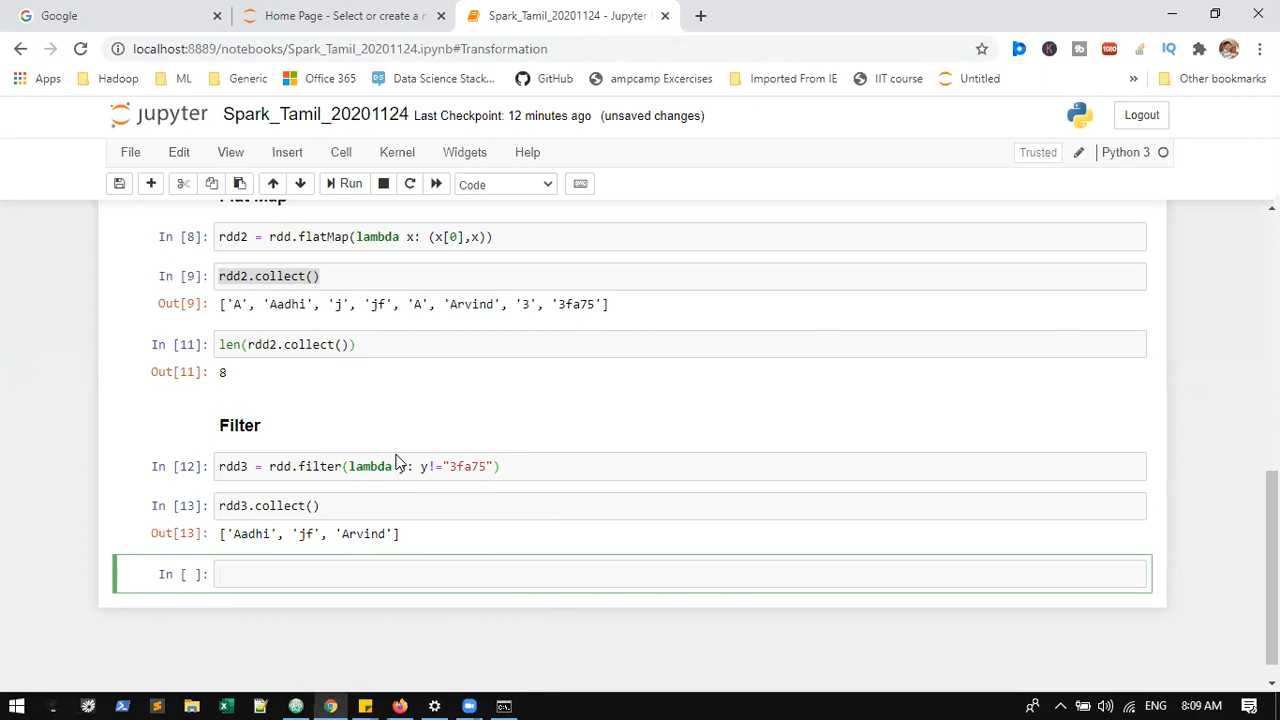 Google
Home Page - Select or create a n
Spark_Tamil_20201124 - Jupyter
localhost:8889/notebooks/Spark_Tamil_20201124.ipynb#Transformation
Apps Hadoop ML Generic Office 365 Data Science Stack... GitHub ampcamp Excercises Imported From IE IIT course Untitled » Other bookmarks
jupyter Spark_Tamil_20201124 Last Checkpoint: 12 minutes ago (unsaved changes) Logout
File Edit View Insert Cell Kernel Widgets Help Trusted Python 3
Run Code
Flat Map
In [8]: rdd2 = rdd.flatMap(lambda x: (x[0],x))
In [9]: rdd2.collect()
Out[9]: ['A', 'Aadhi', 'j', 'jf', 'A', 'Arvind', '3', '3fa75']
In [11]: len(rdd2.collect())
Out[11]: 8
Filter
In [12]: rdd3 = rdd.filter(lambda : y!="3fa75")
In [13]: rdd3.collect()
Out[13]: ['Aadhi', 'jf', 'Arvind']
In [ ]:
ENG 8:09 AM